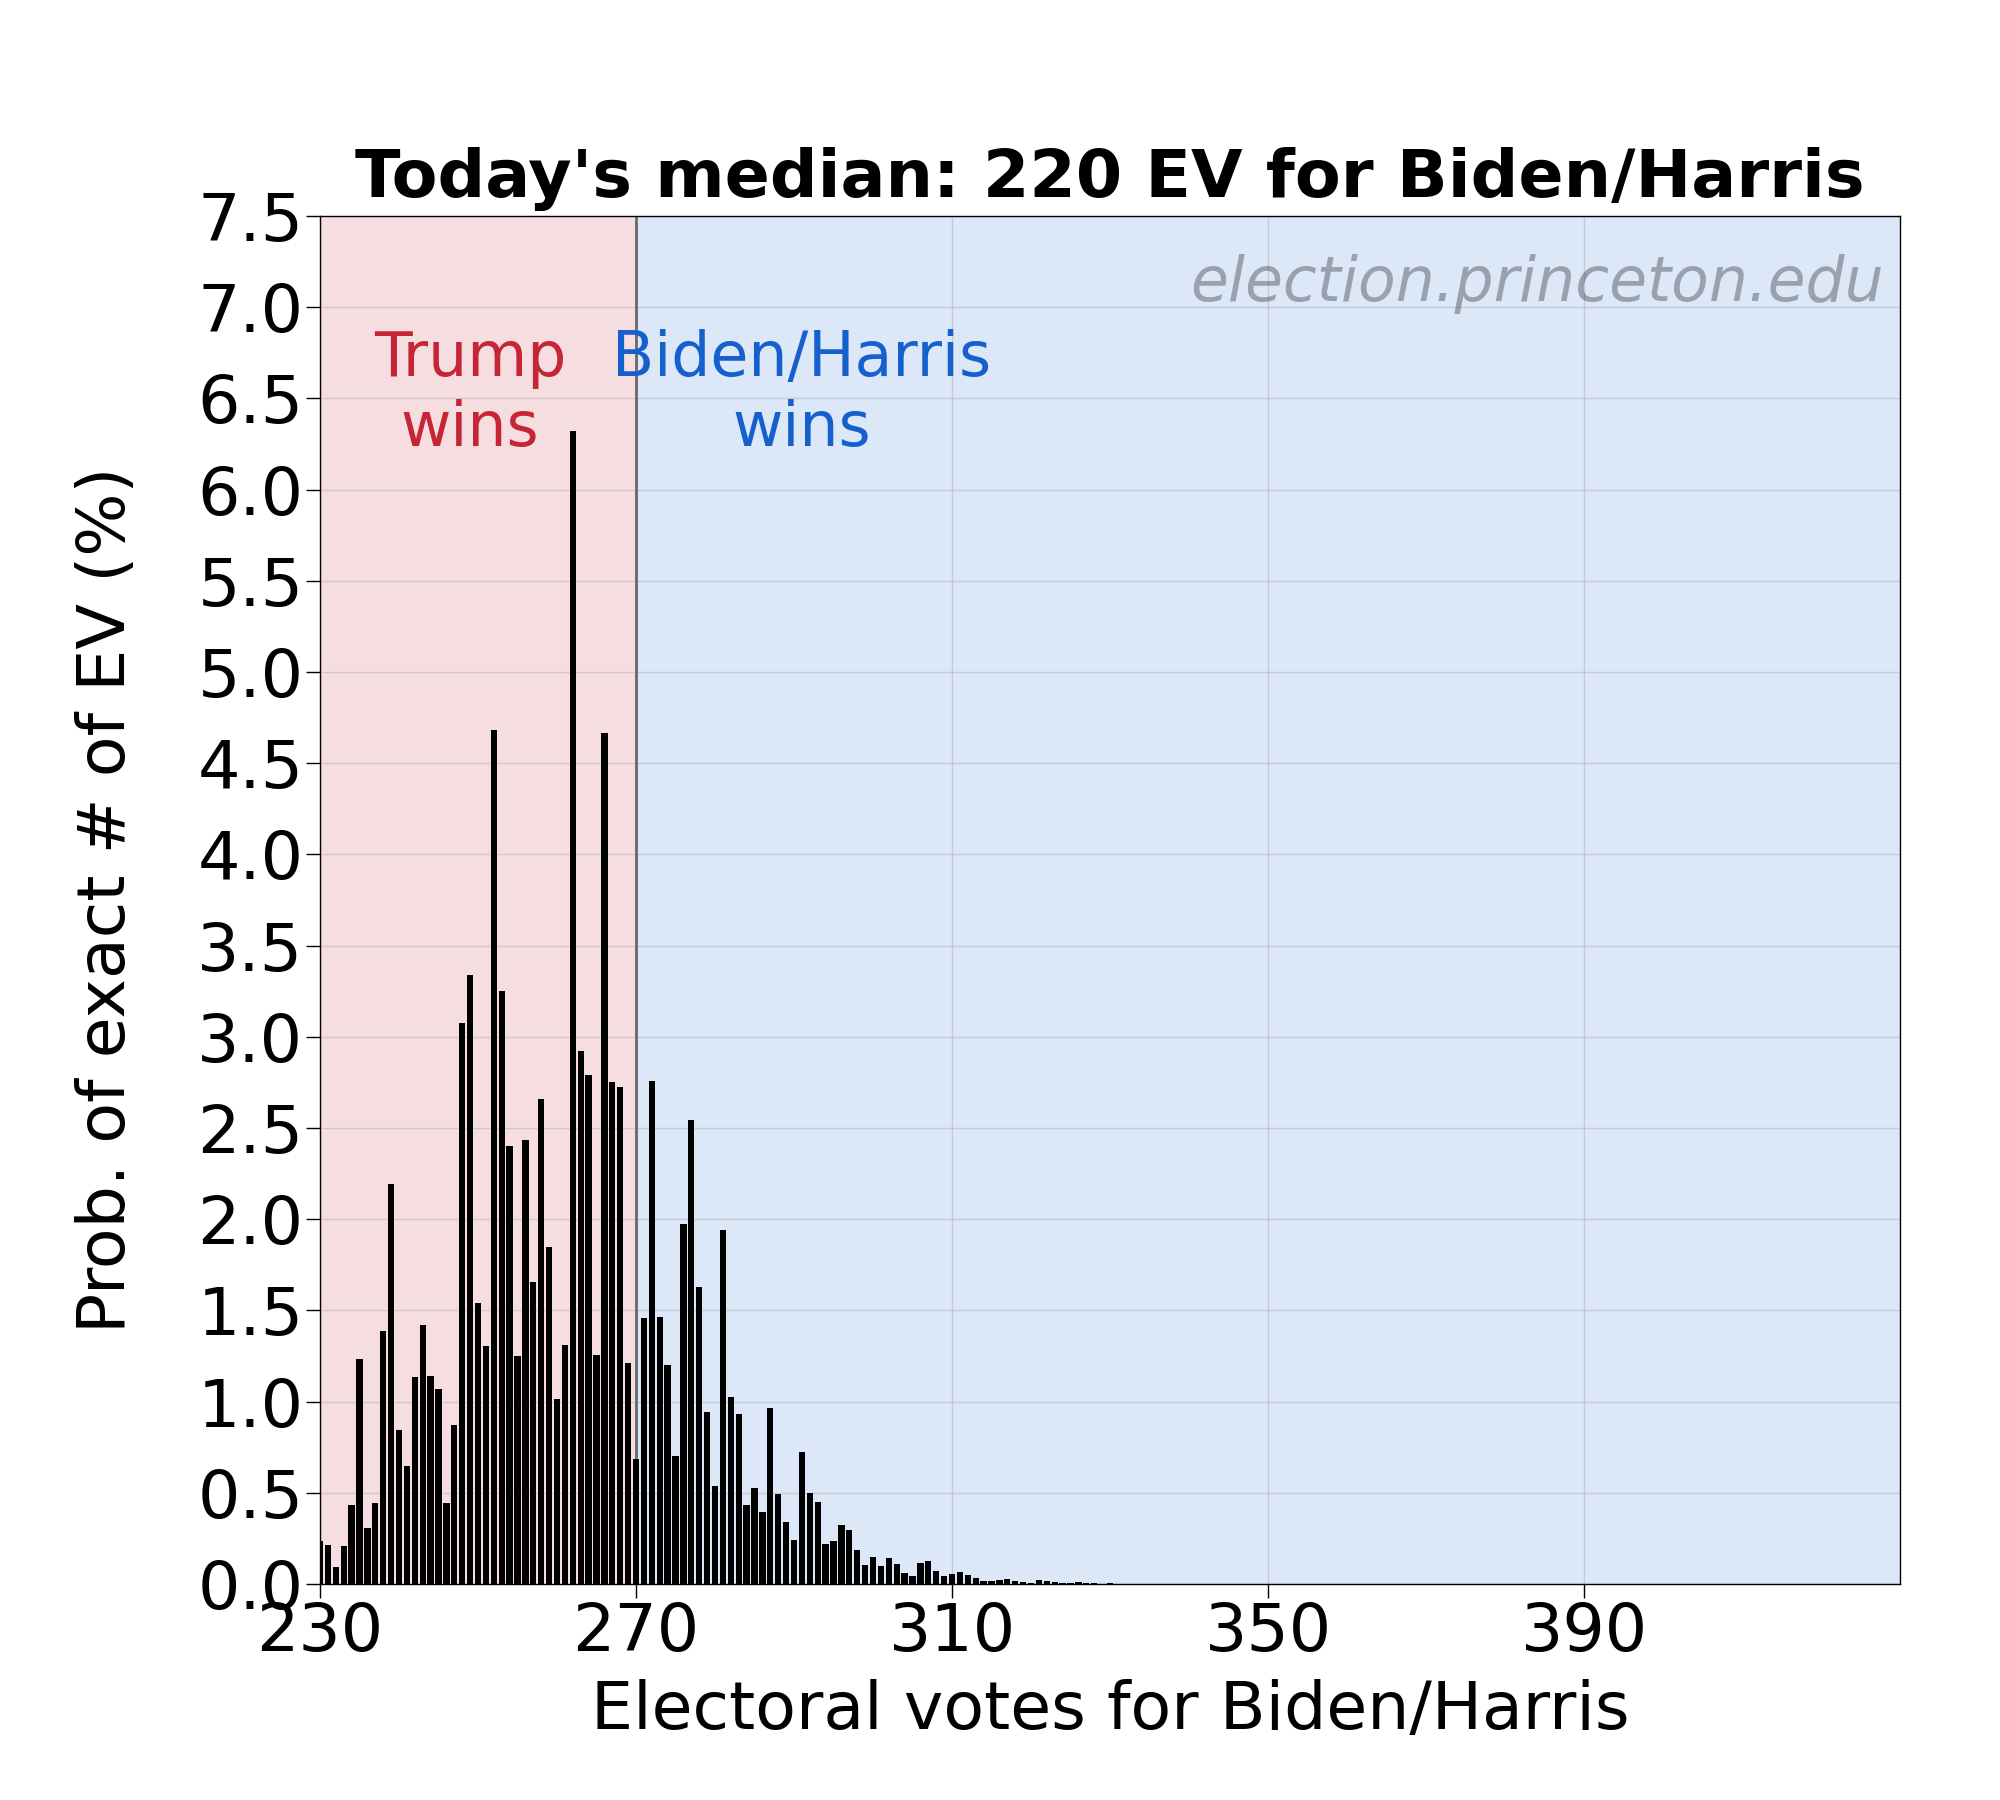 Today's median: 220 EV for Biden/Harris
election.princeton.edu
Trump
wins
Biden/Harris
wins
Prob. of exact # of EV (%)
7.5
7.0
6.5
6.0
5.5
5.0
4.5
4.0
3.5
3.0
2.5
2.0
1.5
1.0
0.5
0.0
230 270 310 350 390
Electoral votes for Biden/Harris